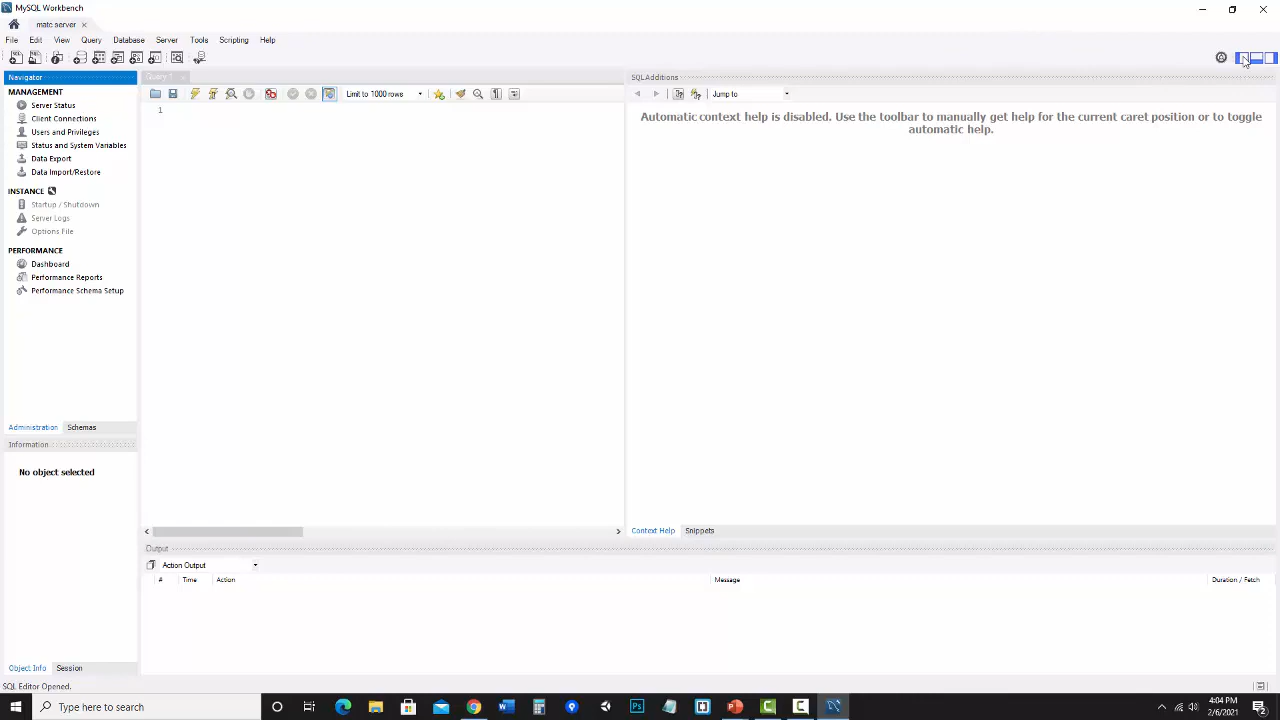 MySQL Workbench
matc server
File Edit View Query Database Server Tools Scripting Help
Navigator
MANAGEMENT
Server Status
Client Connections
Users and Privileges
Status and System Variables
Data Export
Data Import/Restore
INSTANCE
Startup / Shutdown
Server Logs
Options File
PERFORMANCE
Dashboard
Performance Reports
Performance Schema Setup
Administration Schemas
Information
No object selected
Object Info Session
Query 1
Limit to 1000 rows
1
SQLAdditions
Jump to
Automatic context help is disabled. Use the toolbar to manually get help for the current caret position or to toggle
automatic help.
Context Help Snippets
Output
Action Output
# Time Action Message Duration / Fetch
SQL Editor Opened.
Type here to search
4:04 PM
2/6/2021